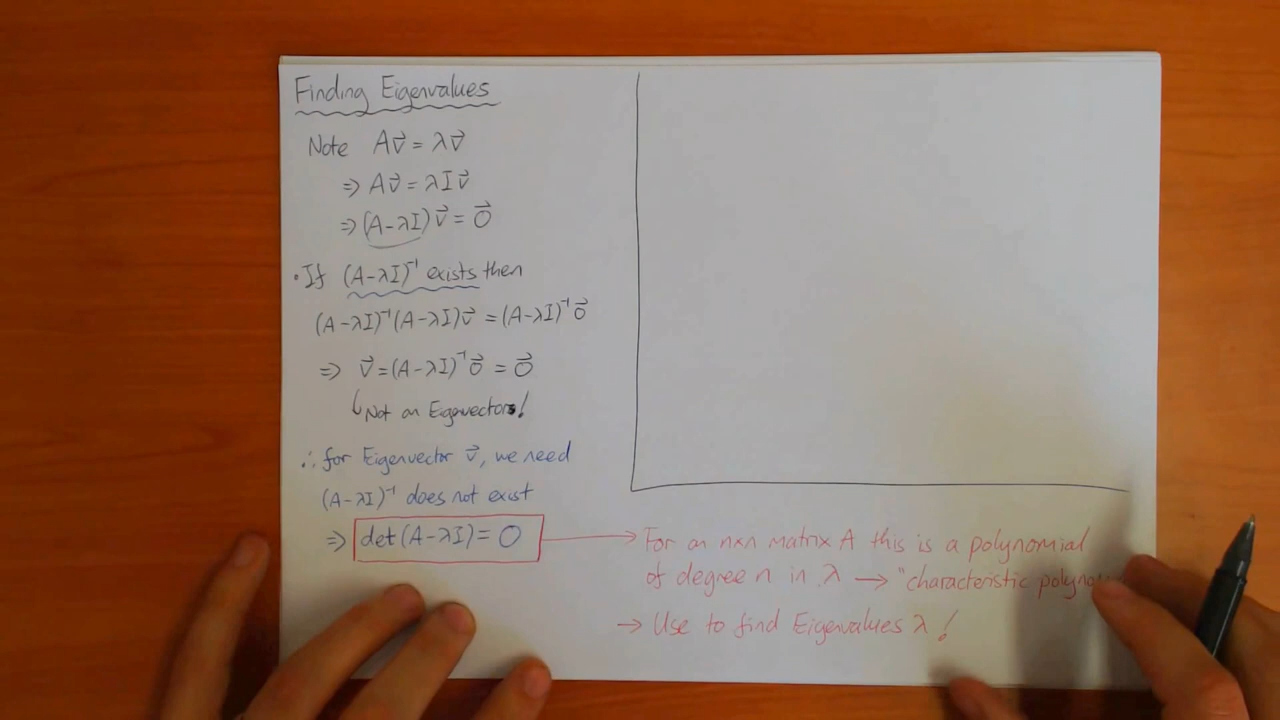 Finding Eigenvalues
Note Av⃗ = λv⃗
⇒ Av⃗ = λIv⃗
⇒ (A-λI)v⃗ = 0⃗
• If (A-λI)⁻¹ exists then
(A-λI)⁻¹(A-λI)v⃗ = (A-λI)⁻¹0⃗
⇒ v⃗ = (A-λI)⁻¹0⃗ = 0⃗
Not an Eigenvector!
∴ for Eigenvector v⃗, we need
(A-λI)⁻¹ does not exist
⇒ det(A-λI) = 0
→ For an n×n matrix A this is a polynomial
of degree n in λ → "characteristic
→ Use to find Eigenvalues λ!